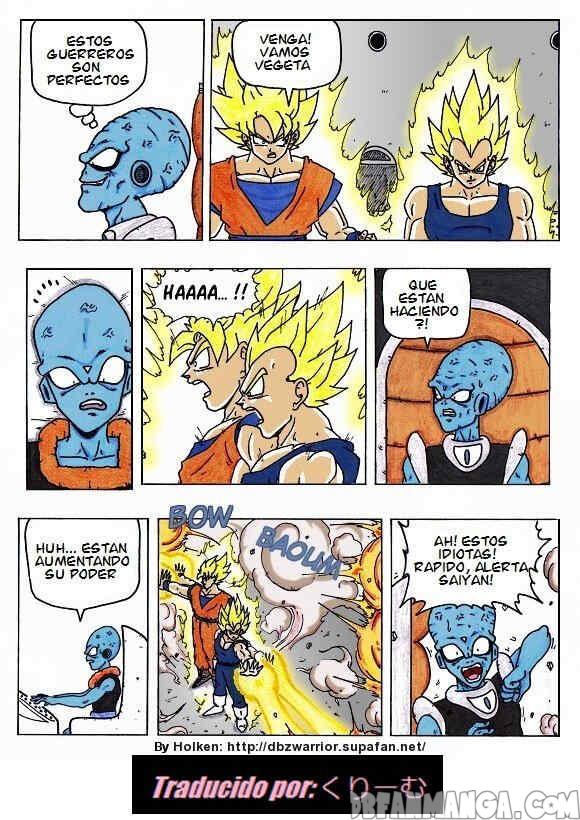 ESTOS
GUERREROS
SON
PERFECTOS
VENGA!
VAMOS
VEGETA
HAAAA... !!
QUE
ESTAN
HACIENDO
?!
HUH... ESTAN
AUMENTANDO
SU PODER
BOW
BAOUM
AH! ESTOS
IDIOTAS!
RAPIDO, ALERTA
SAIYAN!
By Holken: http://dbzwarrior.supafan.net/
Traducido por: くりーむ
DBFANMANGA.COM